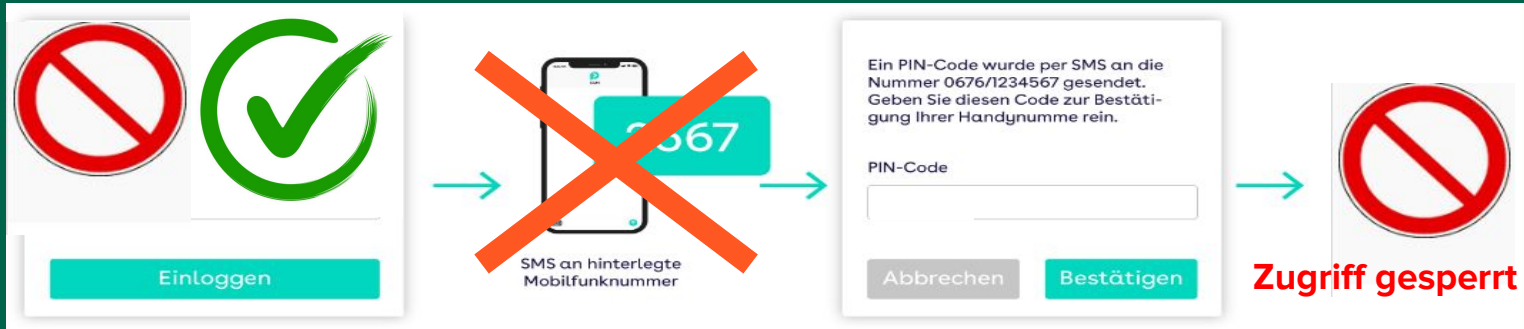 Einloggen
SMS an hinterlegte
Mobilfunknummer
Ein PIN-Code wurde per SMS an die
Nummer 0676/1234567 gesendet.
Geben Sie diesen Code zur Bestäti-
gung Ihrer Handynumme rein.
PIN-Code
Abbrechen
Bestätigen
Zugriff gesperrt